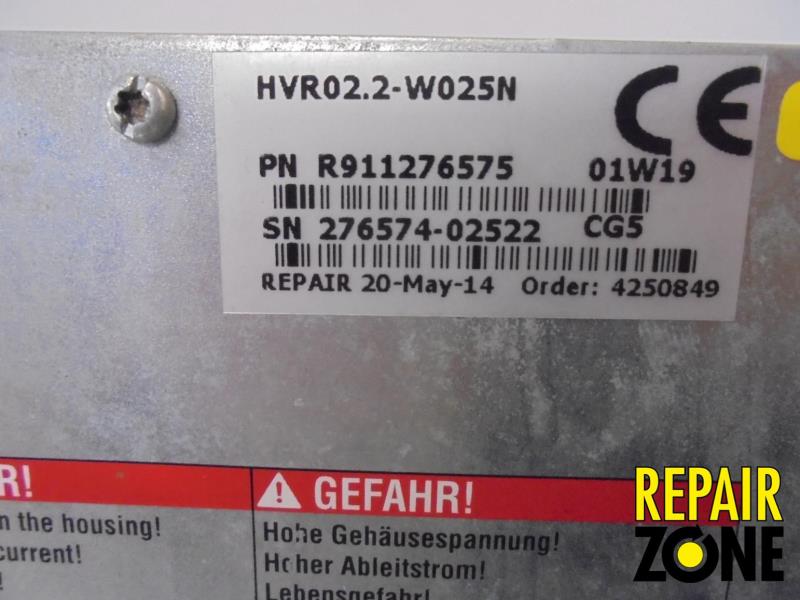 HVR02.2-W025N
CE
PN R911276575 01W19
SN 276574-02522 CG5
REPAIR 20-May-14 Order: 4250849
R!
n the housing!
current!
!
GEFAHR!
Hohe Gehäusespannung!
Hoher Ableitstrom!
Lebensgefahr!
REPAIR
ZONE